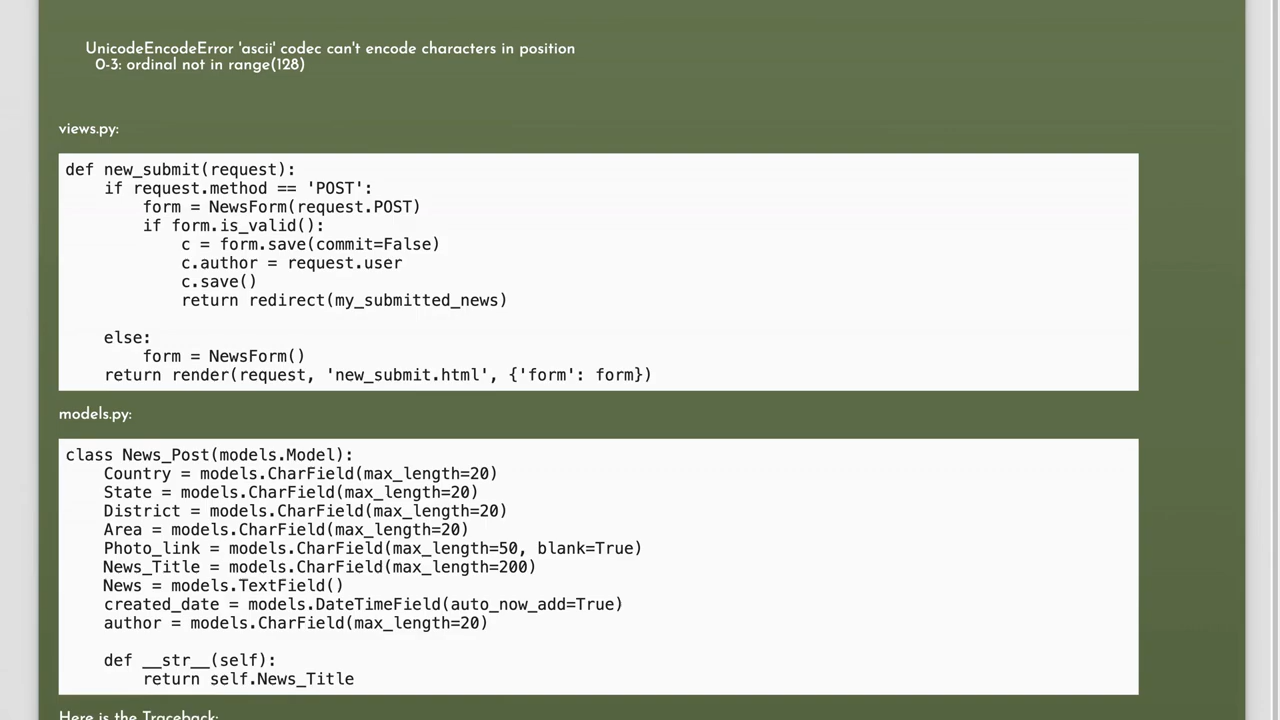 UnicodeEncodeError 'ascii' codec can't encode characters in position
0-3: ordinal not in range(128)
views.py:
def new_submit(request):
    if request.method == 'POST':
        form = NewsForm(request.POST)
        if form.is_valid():
            c = form.save(commit=False)
            c.author = request.user
            c.save()
            return redirect(my_submitted_news)
    else:
        form = NewsForm()
    return render(request, 'new_submit.html', {'form': form})
models.py:
class News_Post(models.Model):
    Country = models.CharField(max_length=20)
    State = models.CharField(max_length=20)
    District = models.CharField(max_length=20)
    Area = models.CharField(max_length=20)
    Photo_link = models.CharField(max_length=50, blank=True)
    News_Title = models.CharField(max_length=200)
    News = models.TextField()
    created_date = models.DateTimeField(auto_now_add=True)
    author = models.CharField(max_length=20)
    def __str__(self):
        return self.News_Title
Here is the Traceback: